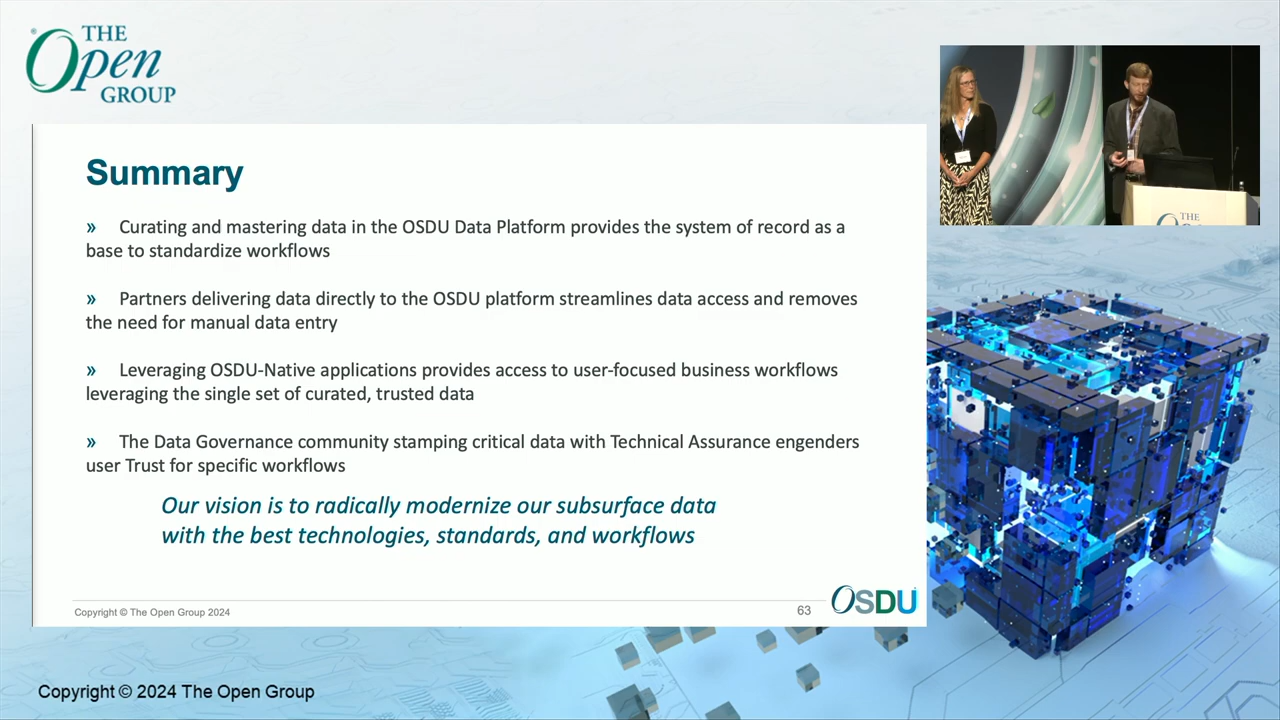 THE
Open
GROUP
Summary
» Curating and mastering data in the OSDU Data Platform provides the system of record as a
base to standardize workflows
» Partners delivering data directly to the OSDU platform streamlines data access and removes
the need for manual data entry
» Leveraging OSDU-Native applications provides access to user-focused business workflows
leveraging the single set of curated, trusted data
» The Data Governance community stamping critical data with Technical Assurance engenders
user Trust for specific workflows
Our vision is to radically modernize our subsurface data
with the best technologies, standards, and workflows
Copyright © The Open Group 2024
63
OSDU
THE
Copyright © 2024 The Open Group